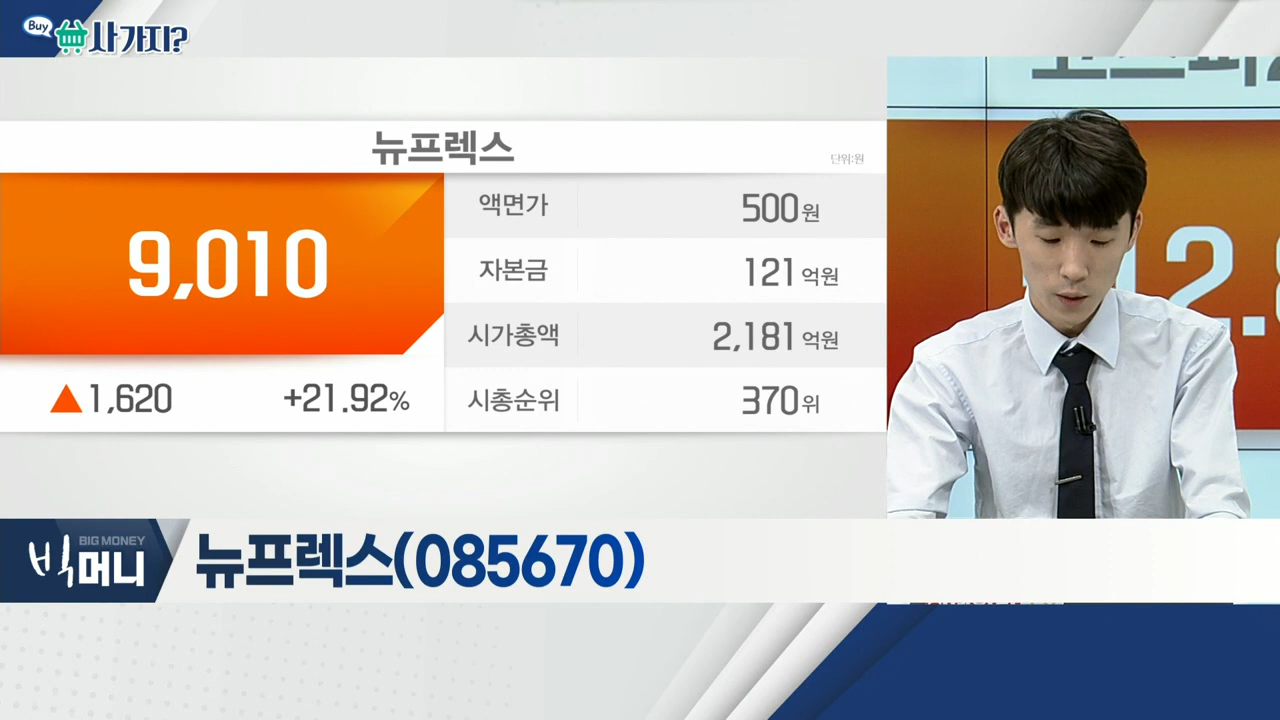 Buy 사가지?
뉴프렉스
단위:원
9,010
▲1,620 +21.92%
액면가 500원
자본금 121억원
시가총액 2,181억원
시총순위 370위
12.8
빅머니 BIG MONEY
뉴프렉스(085670)